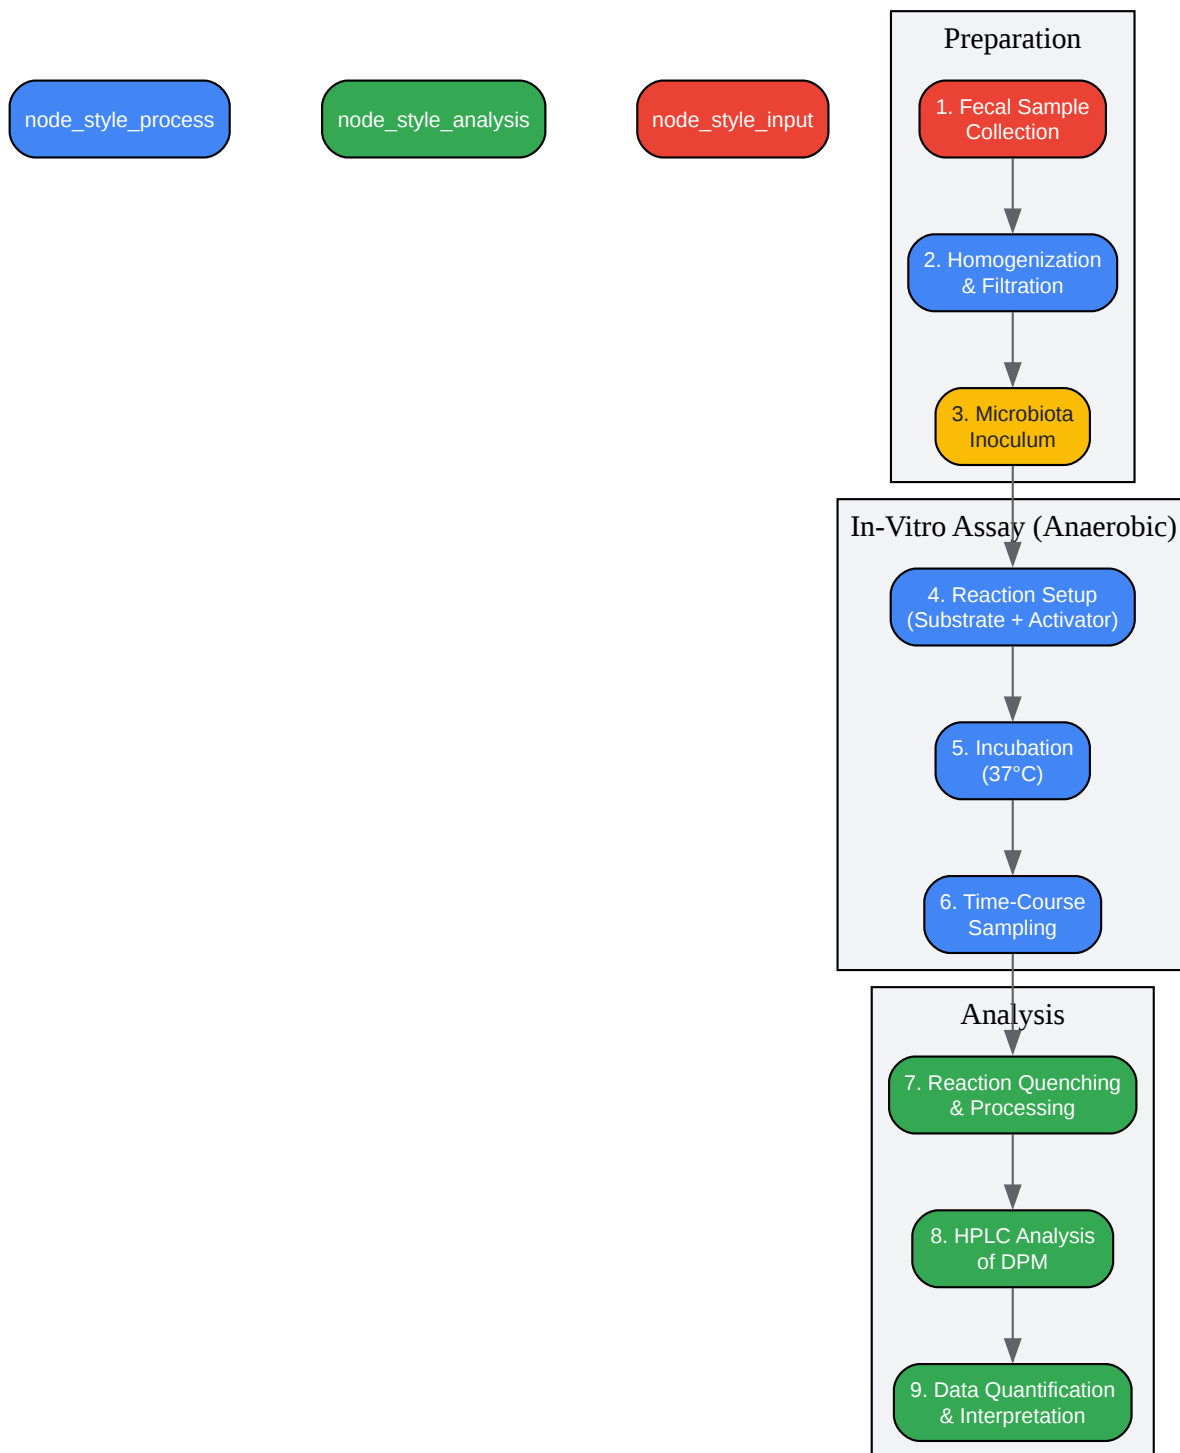 Preparation
node_style_process
node_style_analysis
node_style_input
1. Fecal Sample
Collection
2. Homogenization
& Filtration
3. Microbiota
Inoculum
In-Vitro Assay (Anaerobic)
4. Reaction Setup
(Substrate + Activator)
5. Incubation
(37°C)
6. Time-Course
Sampling
Analysis
7. Reaction Quenching
& Processing
8. HPLC Analysis
of DPM
9. Data Quantification
& Interpretation